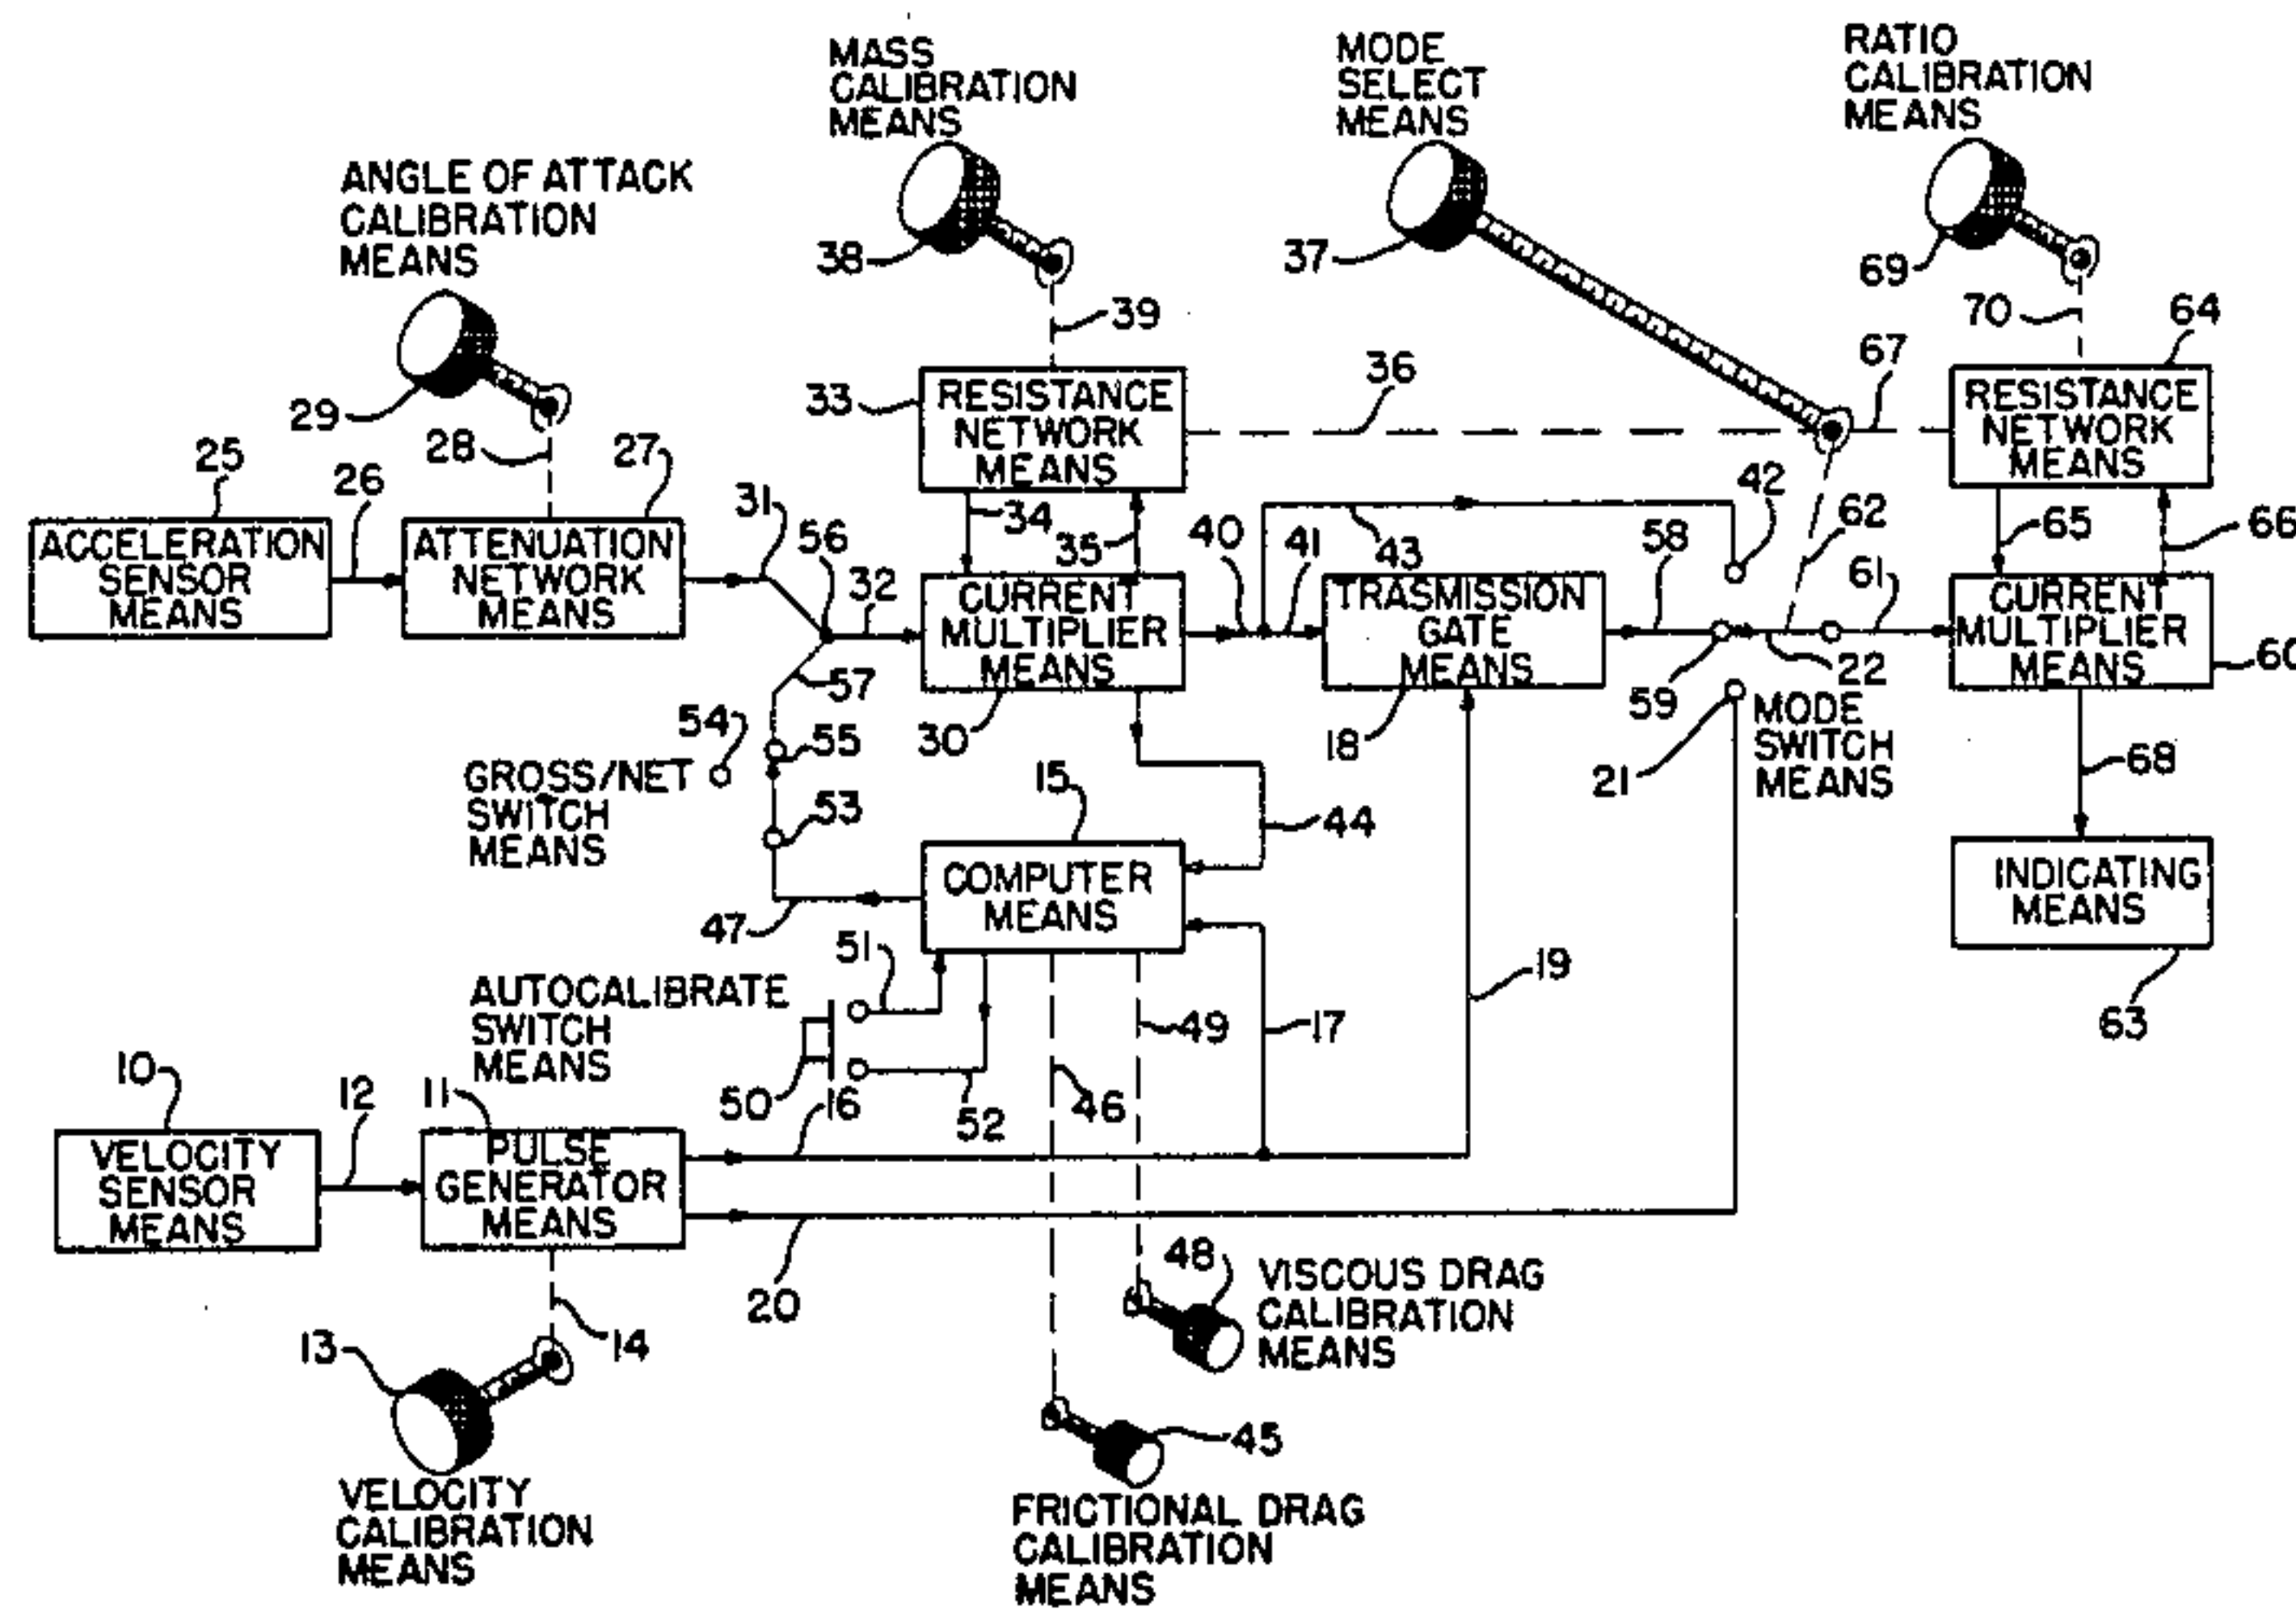 MASS
CALIBRATION
MEANS
MODE
SELECT
MEANS
RATIO
CALIBRATION
MEANS
ANGLE OF ATTACK
CALIBRATION
MEANS
38
37
69
39
70
64
29
28
33
RESISTANCE
NETWORK
MEANS
36
67
RESISTANCE
NETWORK
MEANS
25
26
27
31
56
32
34
35
40
41
43
58
42
62
61
65
66
ACCELERATION
SENSOR
MEANS
ATTENUATION
NETWORK
MEANS
CURRENT
MULTIPLIER
MEANS
TRASMISSION
GATE
MEANS
CURRENT
MULTIPLIER
MEANS
60
57
30
18
59
22
21
MODE
SWITCH
MEANS
54
55
GROSS/NET
SWITCH
MEANS
53
15
44
68
COMPUTER
MEANS
INDICATING
MEANS
47
51
19
63
AUTOCALIBRATE
SWITCH
MEANS
50
52
49
46
17
10
12
11
16
VELOCITY
SENSOR
MEANS
PULSE
GENERATOR
MEANS
20
13
14
48
VISCOUS DRAG
CALIBRATION
MEANS
45
VELOCITY
CALIBRATION
MEANS
FRICTIONAL DRAG
CALIBRATION
MEANS